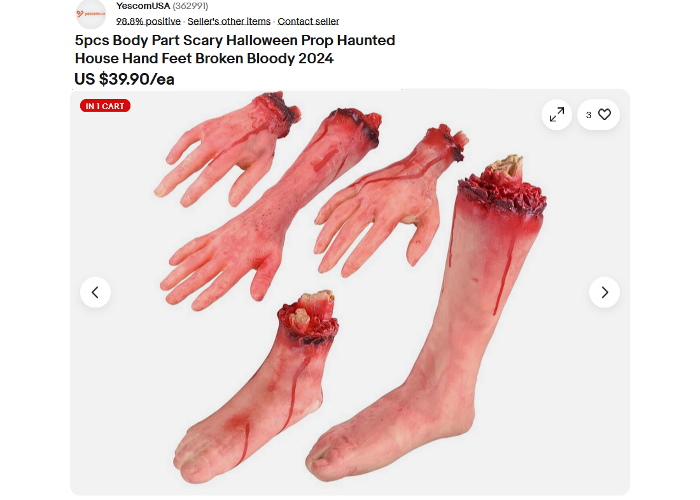 YescomUSA (362991)
98.8% positive · Seller's other items · Contact seller
5pcs Body Part Scary Halloween Prop Haunted
House Hand Feet Broken Bloody 2024
US $39.90/ea
IN 1 CART
3